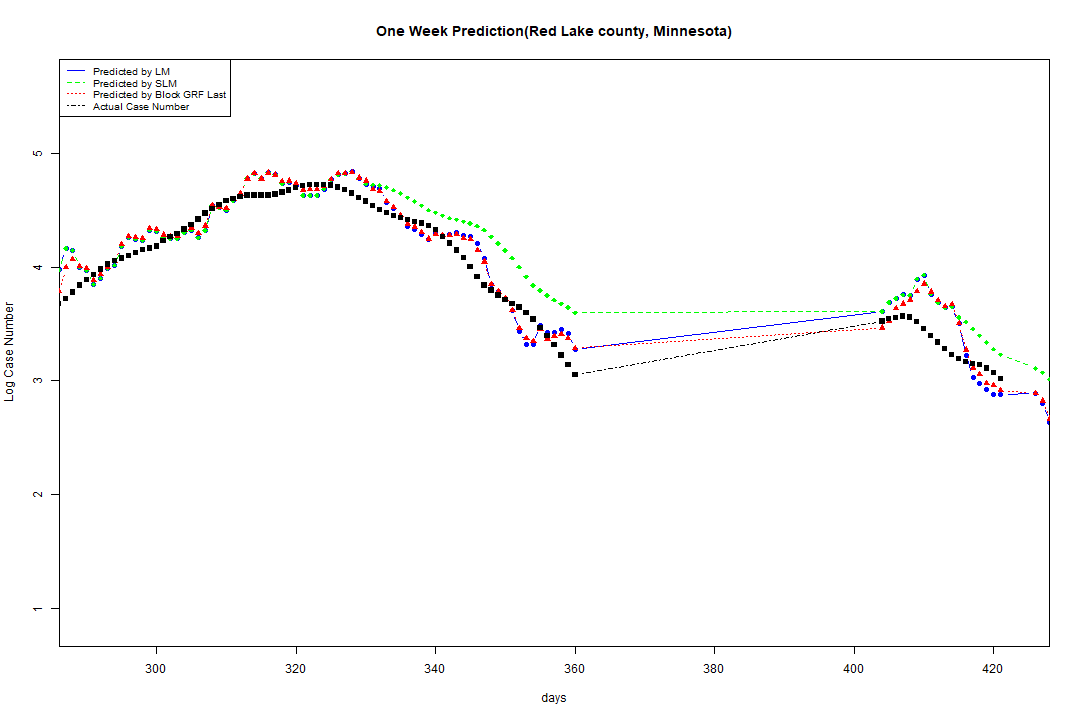 One Week Prediction(Red Lake county, Minnesota)
Predicted by LM
Predicted by SLM
Predicted by Block GRF Last
Actual Case Number
5
4
3
2
1
Log Case Number
300 320 340 360 380 400 420
days